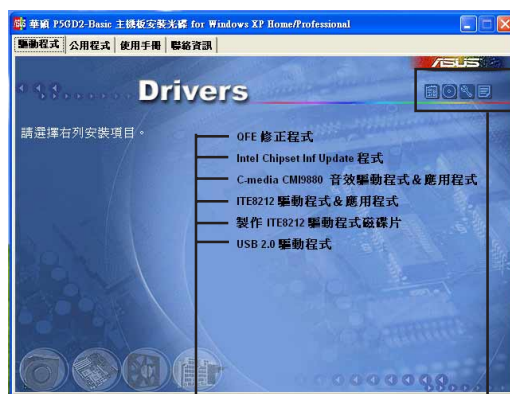 華碩 P5GD2-Basic 主機板安裝光碟 for Windows XP Home/Professional
驅動程式 公用程式 使用手冊 聯絡資訊
ASUS
Drivers
請選擇右列安裝項目。
QFE 修正程式
Intel Chipset Inf Update 程式
C-media CMI9880 音效驅動程式&應用程式
ITE8212 驅動程式&應用程式
製作 ITE8212 驅動程式磁碟片
USB 2.0 驅動程式